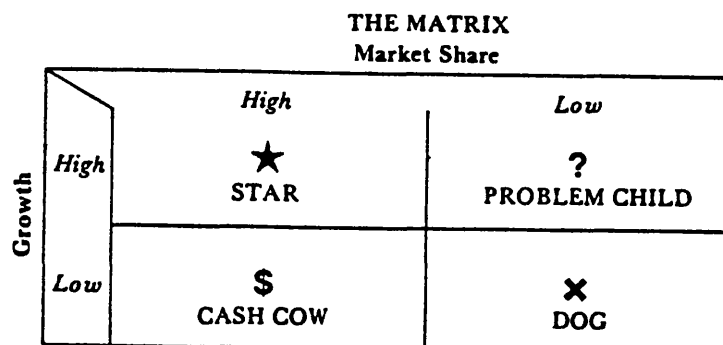 THE MATRIX
Market Share
High Low
Growth
High
★ ?
STAR PROBLEM CHILD
Low
$ ×
CASH COW DOG